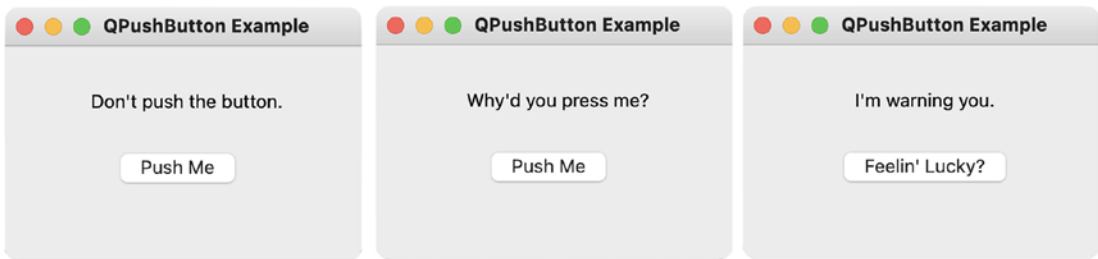 QPushButton Example
Don't push the button.
Push Me
QPushButton Example
Why'd you press me?
Push Me
QPushButton Example
I'm warning you.
Feelin' Lucky?